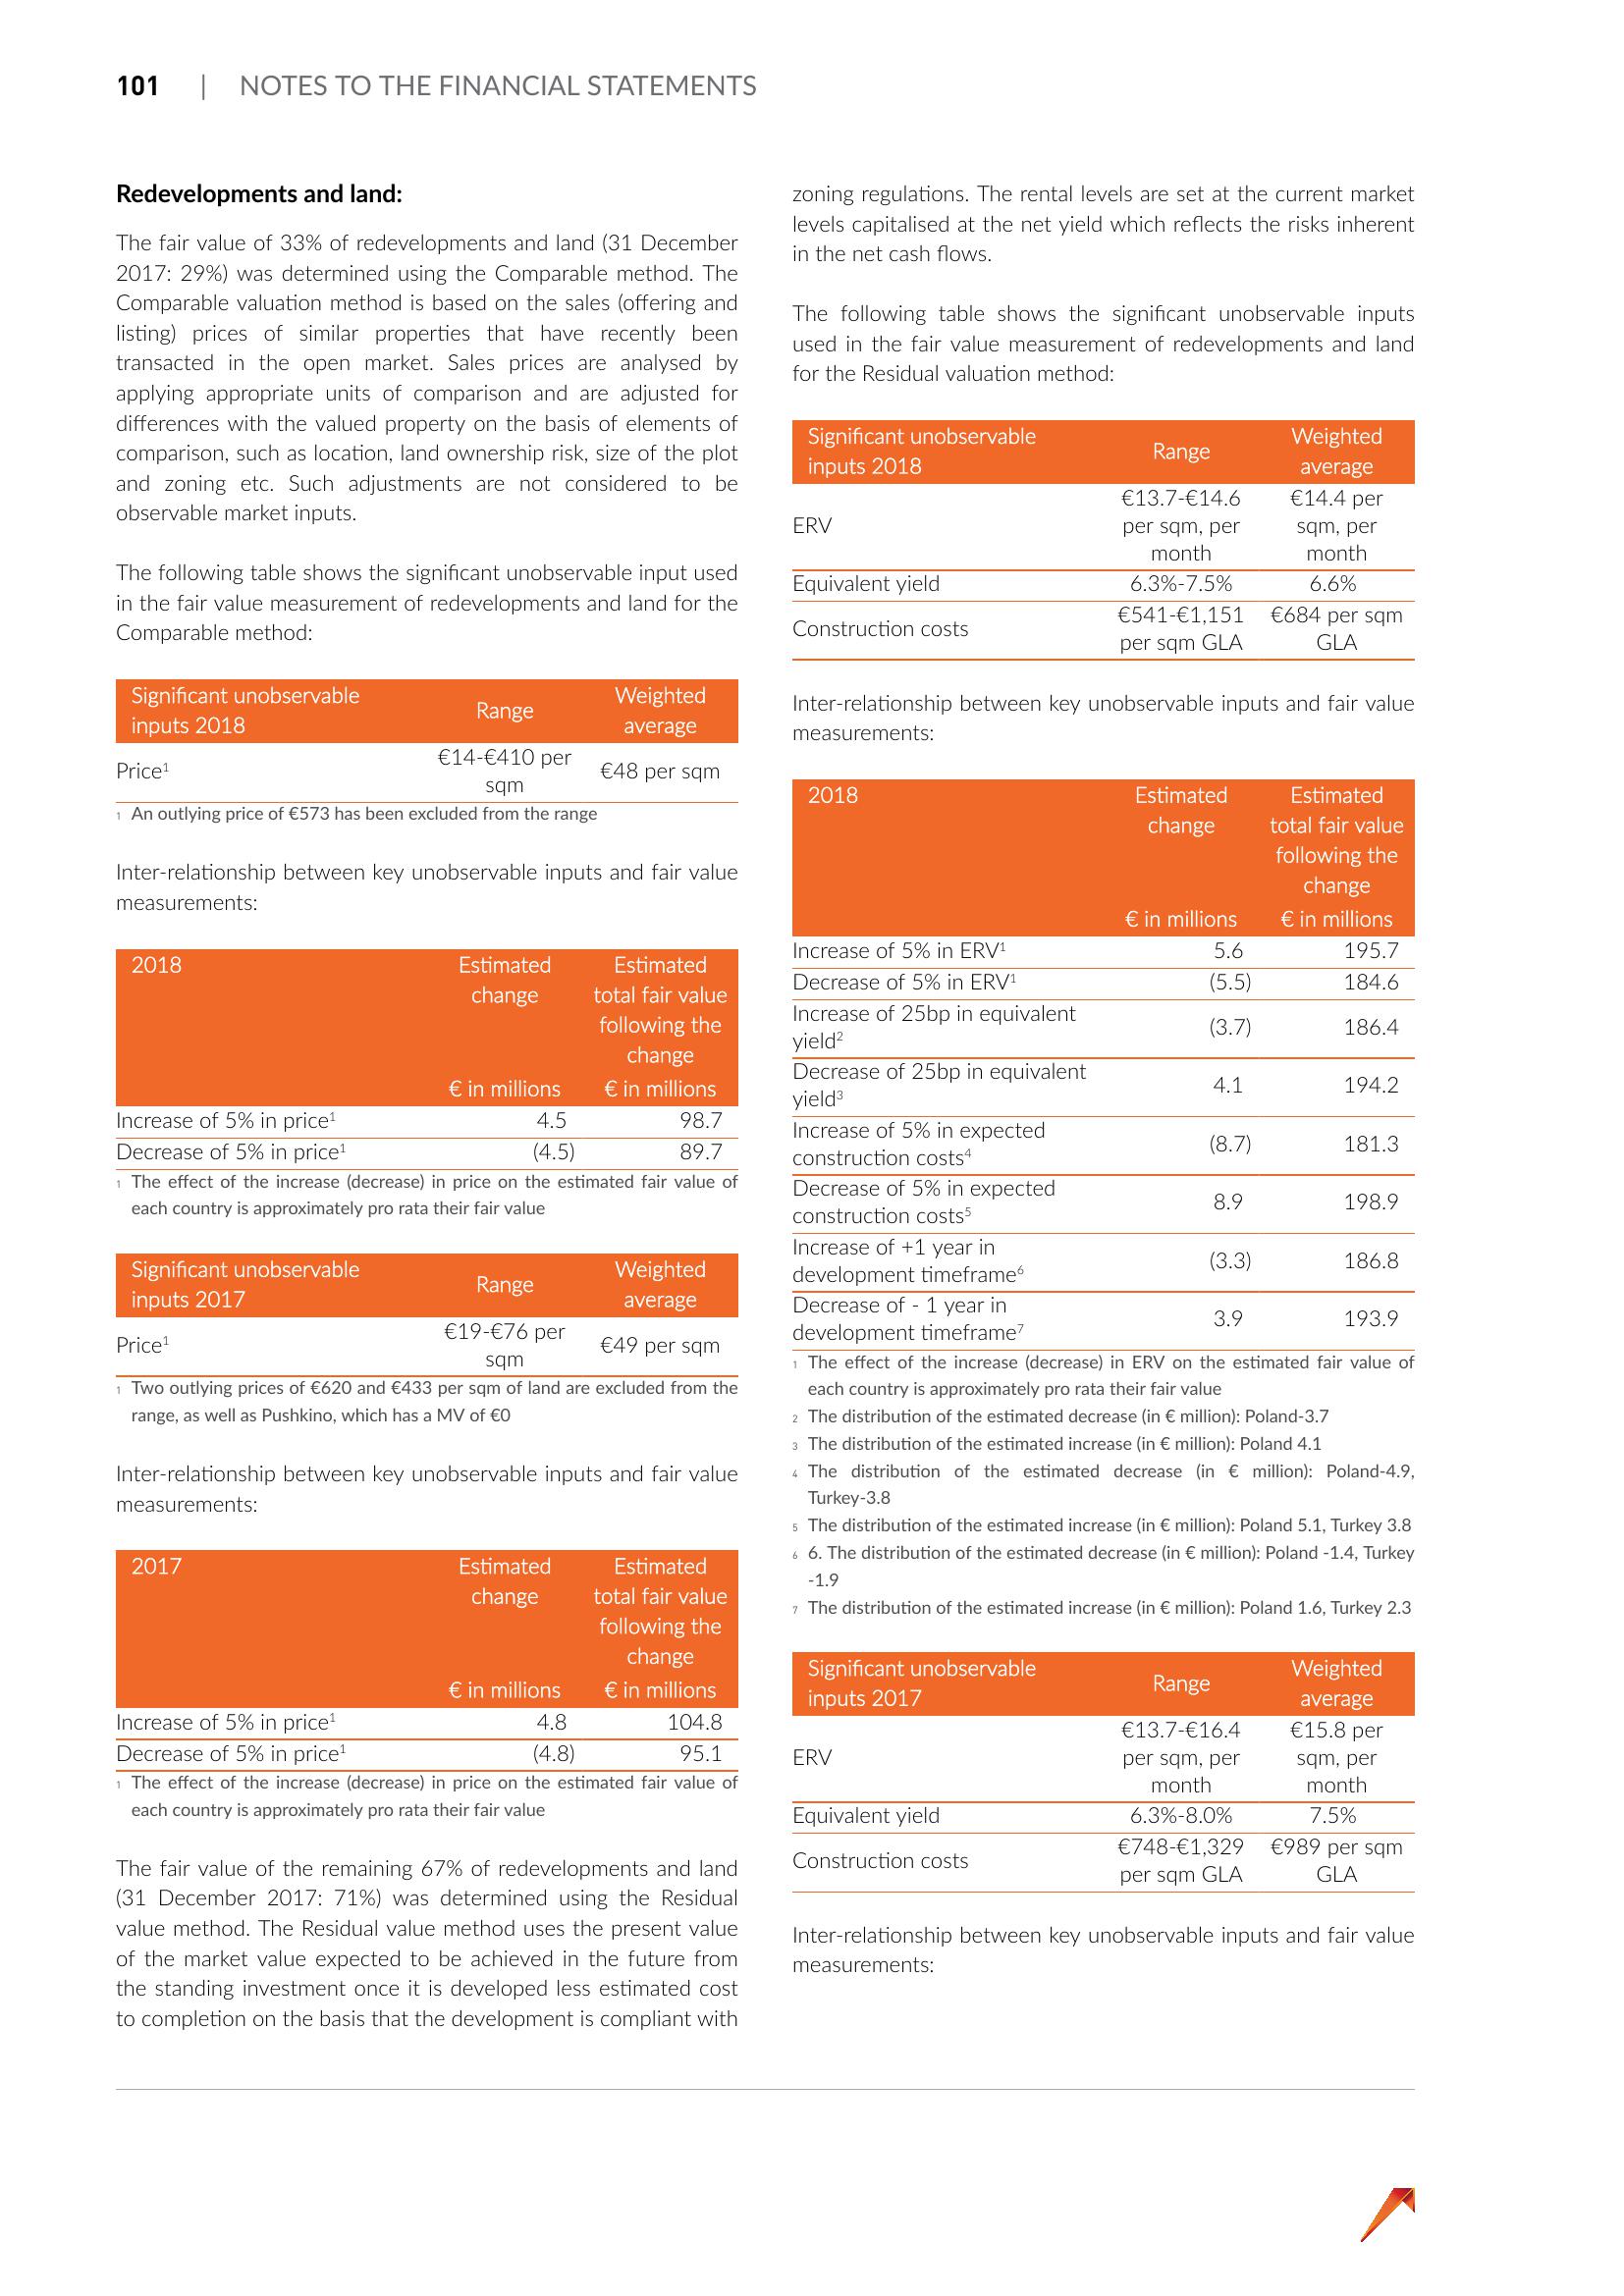 101 | NOTES TO THE FINANCIAL STATEMENTS
Redevelopments and land:
The fair value of 33% of redevelopments and land (31 December
2017: 29%) was determined using the Comparable method. The
Comparable valuation method is based on the sales (offering and
listing) prices of similar properties that have recently been
transacted in the open market. Sales prices are analysed by
applying appropriate units of comparison and are adjusted for
differences with the valued property on the basis of elements of
comparison, such as location, land ownership risk, size of the plot
and zoning etc. Such adjustments are not considered to be
observable market inputs.
The following table shows the significant unobservable input used
in the fair value measurement of redevelopments and land for the
Comparable method:
Significant unobservable
inputs 2018
Range
Weighted
average
Price¹
€14-€410 per
sqm
€48 per sqm
1 An outlying price of €573 has been excluded from the range
Inter-relationship between key unobservable inputs and fair value
measurements:
2018
Estimated
change
€ in millions
Estimated
total fair value
following the
change
€ in millions
Increase of 5% in price¹ 4.5 98.7
Decrease of 5% in price¹ (4.5) 89.7
1 The effect of the increase (decrease) in price on the estimated fair value of
each country is approximately pro rata their fair value
Significant unobservable
inputs 2017
Range
Weighted
average
Price¹
€19-€76 per
sqm
€49 per sqm
1 Two outlying prices of €620 and €433 per sqm of land are excluded from the
range, as well as Pushkino, which has a MV of €0
Inter-relationship between key unobservable inputs and fair value
measurements:
2017
Estimated
change
€ in millions
Estimated
total fair value
following the
change
€ in millions
Increase of 5% in price¹ 4.8 104.8
Decrease of 5% in price¹ (4.8) 95.1
1 The effect of the increase (decrease) in price on the estimated fair value of
each country is approximately pro rata their fair value
The fair value of the remaining 67% of redevelopments and land
(31 December 2017: 71%) was determined using the Residual
value method. The Residual value method uses the present value
of the market value expected to be achieved in the future from
the standing investment once it is developed less estimated cost
to completion on the basis that the development is compliant with
zoning regulations. The rental levels are set at the current market
levels capitalised at the net yield which reflects the risks inherent
in the net cash flows.
The following table shows the significant unobservable inputs
used in the fair value measurement of redevelopments and land
for the Residual valuation method:
Significant unobservable
inputs 2018
Range
Weighted
average
ERV
€13.7-€14.6
per sqm, per
month
€14.4 per
sqm, per
month
Equivalent yield 6.3%-7.5% 6.6%
Construction costs
€541-€1,151
per sqm GLA
€684 per sqm
GLA
Inter-relationship between key unobservable inputs and fair value
measurements:
2018
Estimated
change
€ in millions
Estimated
total fair value
following the
change
€ in millions
Increase of 5% in ERV¹ 5.6 195.7
Decrease of 5% in ERV¹ (5.5) 184.6
Increase of 25bp in equivalent
yield² (3.7) 186.4
Decrease of 25bp in equivalent
yield³ 4.1 194.2
Increase of 5% in expected
construction costs⁴ (8.7) 181.3
Decrease of 5% in expected
construction costs⁵ 8.9 198.9
Increase of +1 year in
development timeframe⁶ (3.3) 186.8
Decrease of - 1 year in
development timeframe⁷ 3.9 193.9
1 The effect of the increase (decrease) in ERV on the estimated fair value of
each country is approximately pro rata their fair value
2 The distribution of the estimated decrease (in € million): Poland-3.7
3 The distribution of the estimated increase (in € million): Poland 4.1
4 The distribution of the estimated decrease (in € million): Poland-4.9,
Turkey-3.8
5 The distribution of the estimated increase (in € million): Poland 5.1, Turkey 3.8
6 6. The distribution of the estimated decrease (in € million): Poland -1.4, Turkey
-1.9
7 The distribution of the estimated increase (in € million): Poland 1.6, Turkey 2.3
Significant unobservable
inputs 2017
Range
Weighted
average
ERV
€13.7-€16.4
per sqm, per
month
€15.8 per
sqm, per
month
Equivalent yield 6.3%-8.0% 7.5%
Construction costs
€748-€1,329
per sqm GLA
€989 per sqm
GLA
Inter-relationship between key unobservable inputs and fair value
measurements: